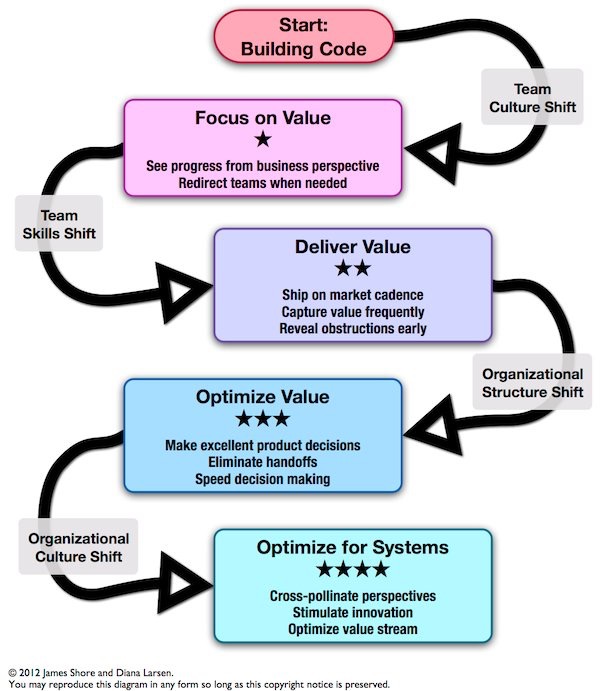 Start:
Building Code
Team
Culture Shift
Focus on Value
★
See progress from business perspective
Redirect teams when needed
Team
Skills Shift
Deliver Value
★★
Ship on market cadence
Capture value frequently
Reveal obstructions early
Organizational
Structure Shift
Optimize Value
★★★
Make excellent product decisions
Eliminate handoffs
Speed decision making
Organizational
Culture Shift
Optimize for Systems
★★★★
Cross-pollinate perspectives
Stimulate innovation
Optimize value stream
© 2012 James Shore and Diana Larsen.
You may reproduce this diagram in any form so long as this copyright notice is preserved.